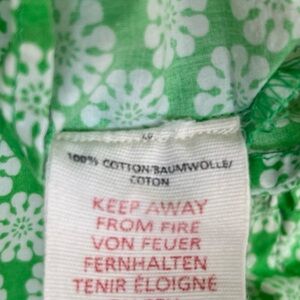 100% COTTON/BAUMWOLLE/
COTON
KEEP AWAY
FROM FIRE
VON FEUER
FERNHALTEN
TENIR ÉLOIGNÉ